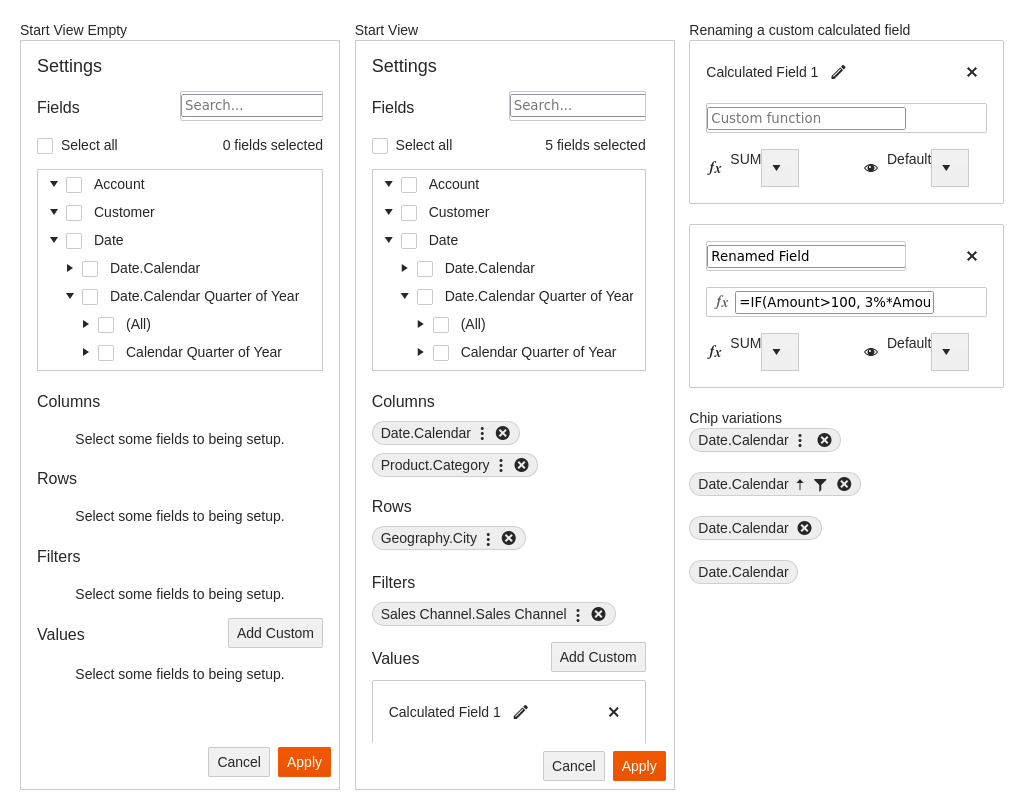 Start View Empty
Settings
Fields
Search...
Select all
0 fields selected
Account
Customer
Date
Date.Calendar
Date.Calendar Quarter of Year
(All)
Calendar Quarter of Year
Columns
Select some fields to being setup.
Rows
Select some fields to being setup.
Filters
Select some fields to being setup.
Values
Add Custom
Select some fields to being setup.
Cancel
Apply
Start View
Settings
Fields
Search...
Select all
5 fields selected
Account
Customer
Date
Date.Calendar
Date.Calendar Quarter of Year
(All)
Calendar Quarter of Year
Columns
Date.Calendar
Product.Category
Rows
Geography.City
Filters
Sales Channel.Sales Channel
Values
Add Custom
Calculated Field 1
Cancel
Apply
Renaming a custom calculated field
Calculated Field 1
Custom function
fx SUM
Default
Renamed Field
fx =IF(Amount>100, 3%*Amou
fx SUM
Default
Chip variations
Date.Calendar
Date.Calendar
Date.Calendar
Date.Calendar